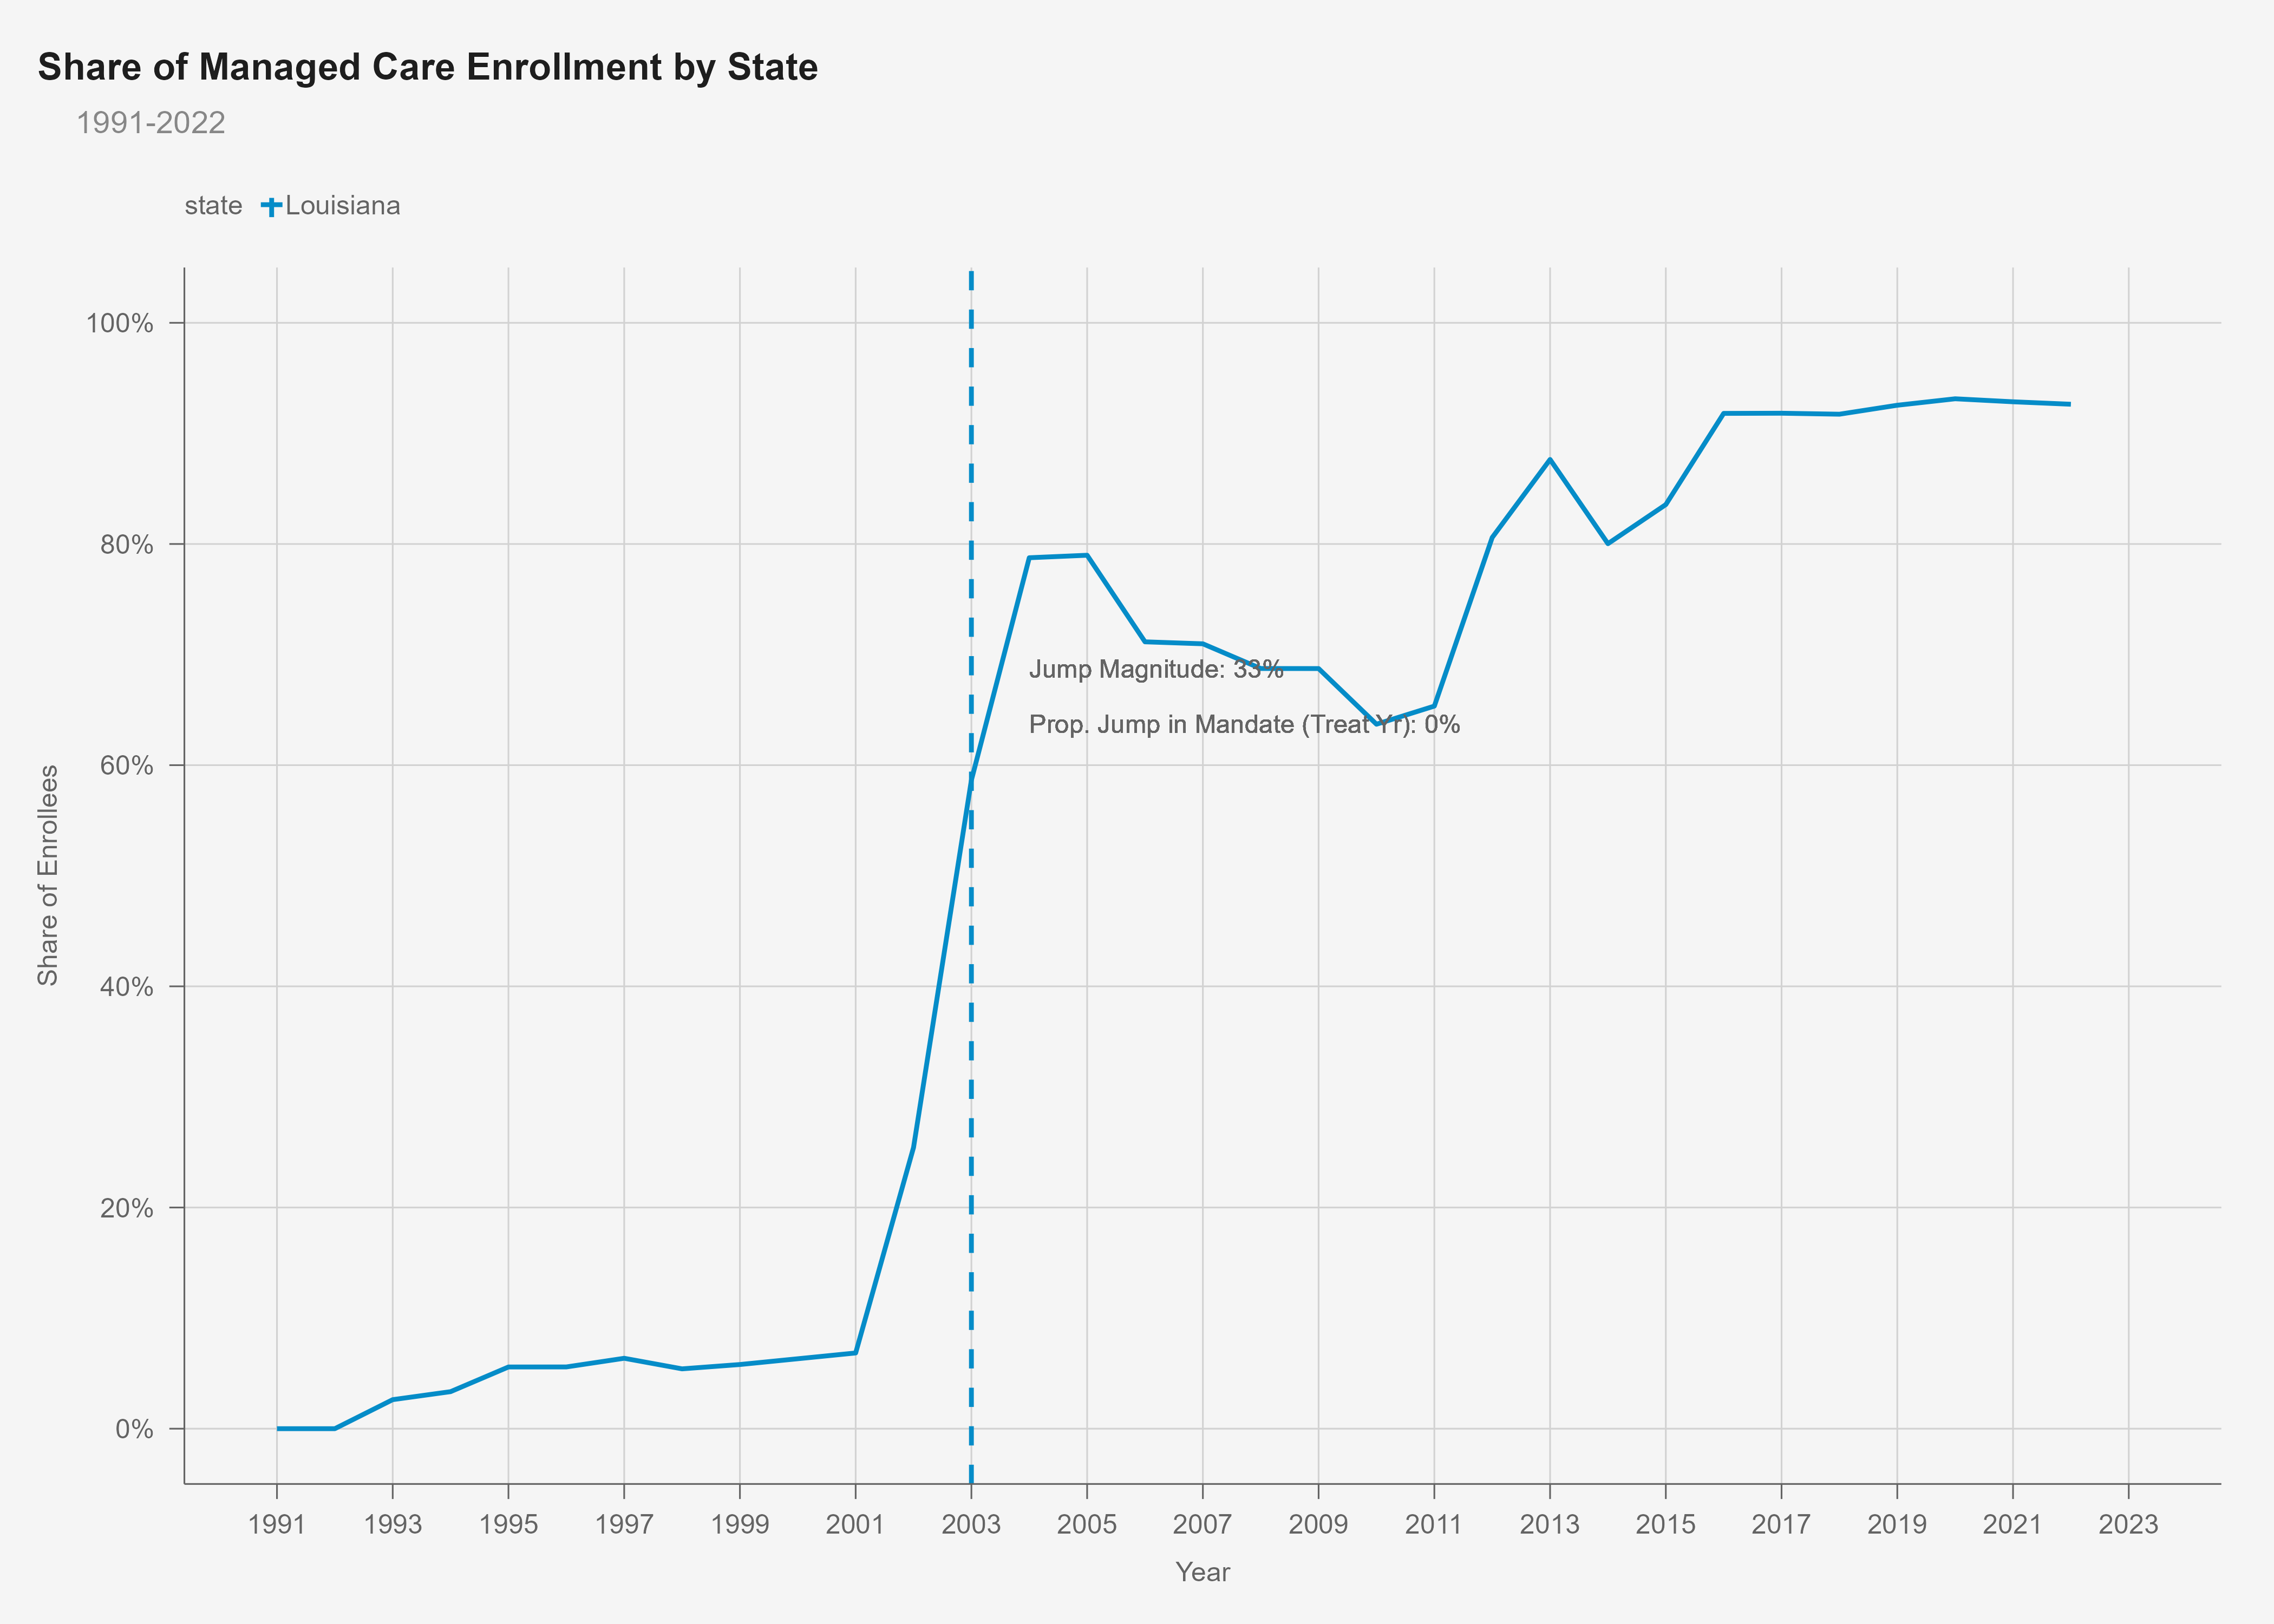 Share of Managed Care Enrollment by State
1991-2022
state Louisiana
100%
80%
60%
40%
20%
0%
Share of Enrollees
Jump Magnitude: 33%
Prop. Jump in Mandate (Treat Yr): 0%
1991 1993 1995 1997 1999 2001 2003 2005 2007 2009 2011 2013 2015 2017 2019 2021 2023
Year